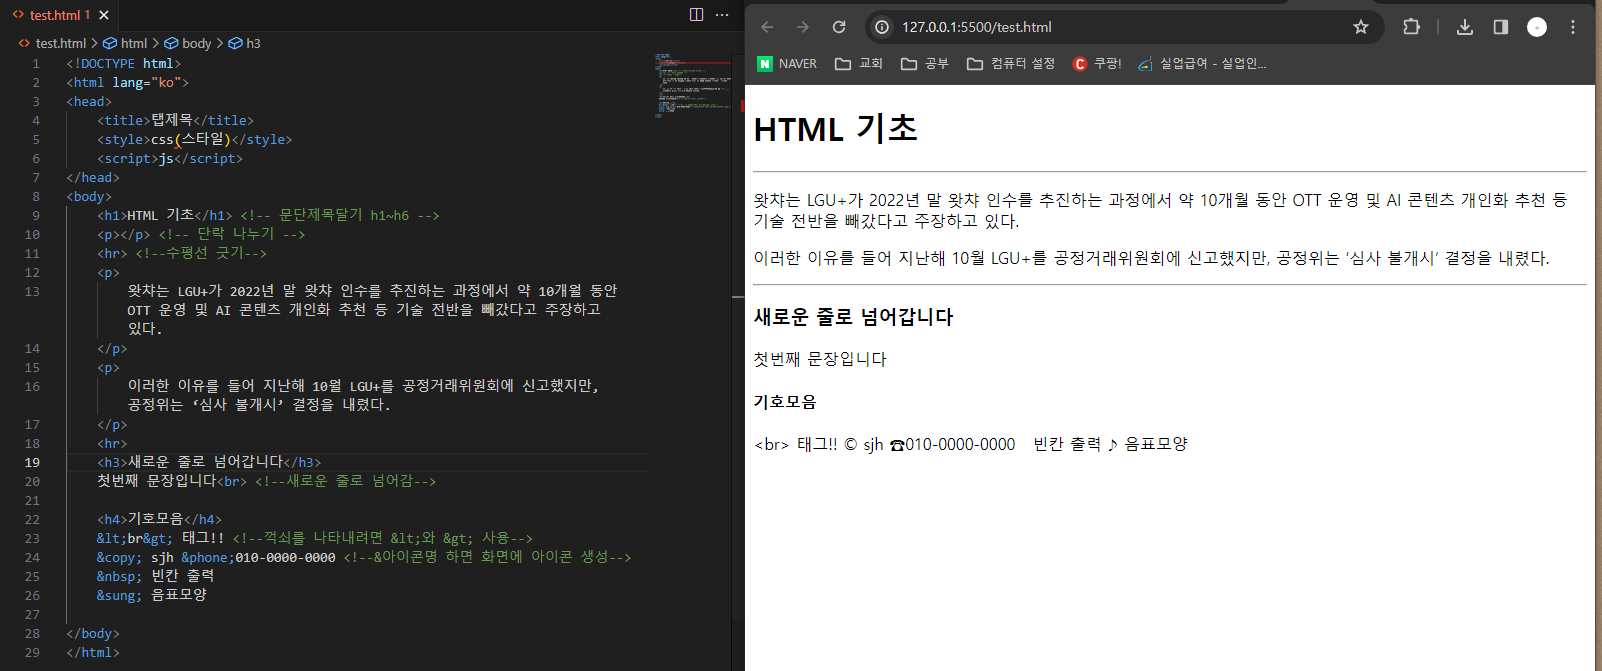 test.html 1
test.html > html > body > h3
1 <!DOCTYPE html>
2 <html lang="ko">
3 <head>
4 <title>탭제목</title>
5 <style>css(스타일)</style>
6 <script>js</script>
7 </head>
8 <body>
9 <h1>HTML 기초</h1> <!-- 문단제목달기 h1~h6 -->
10 <p></p> <!-- 단락 나누기 -->
11 <hr> <!--수평선 긋기-->
12 <p>
13 왓챠는 LGU+가 2022년 말 왓챠 인수를 추진하는 과정에서 약 10개월 동안
OTT 운영 및 AI 콘텐츠 개인화 추천 등 기술 전반을 빼갔다고 주장하고
있다.
14 </p>
15 <p>
16 이러한 이유를 들어 지난해 10월 LGU+를 공정거래위원회에 신고했지만,
공정위는 ‘심사 불개시’ 결정을 내렸다.
17 </p>
18 <hr>
19 <h3>새로운 줄로 넘어갑니다</h3>
20 첫번째 문장입니다<br> <!--새로운 줄로 넘어감-->
21
22 <h4>기호모음</h4>
23 &lt;br&gt; 태그!! <!--꺽쇠를 나타내려면 &lt;와 &gt; 사용-->
24 &copy; sjh &phone;010-0000-0000 <!--&아이콘명 하면 화면에 아이콘 생성-->
25 &nbsp; 빈칸 출력
26 &sung; 음표모양
27
28 </body>
29 </html>
127.0.0.1:5500/test.html
N NAVER 교회 공부 컴퓨터 설정 C 쿠팡! 실업급여 - 실업인...
HTML 기초
왓챠는 LGU+가 2022년 말 왓챠 인수를 추진하는 과정에서 약 10개월 동안 OTT 운영 및 AI 콘텐츠 개인화 추천 등
기술 전반을 빼갔다고 주장하고 있다.
이러한 이유를 들어 지난해 10월 LGU+를 공정거래위원회에 신고했지만, 공정위는 ‘심사 불개시’ 결정을 내렸다.
새로운 줄로 넘어갑니다
첫번째 문장입니다
기호모음
<br> 태그!! © sjh ☎010-0000-0000   빈칸 출력 ♪ 음표모양